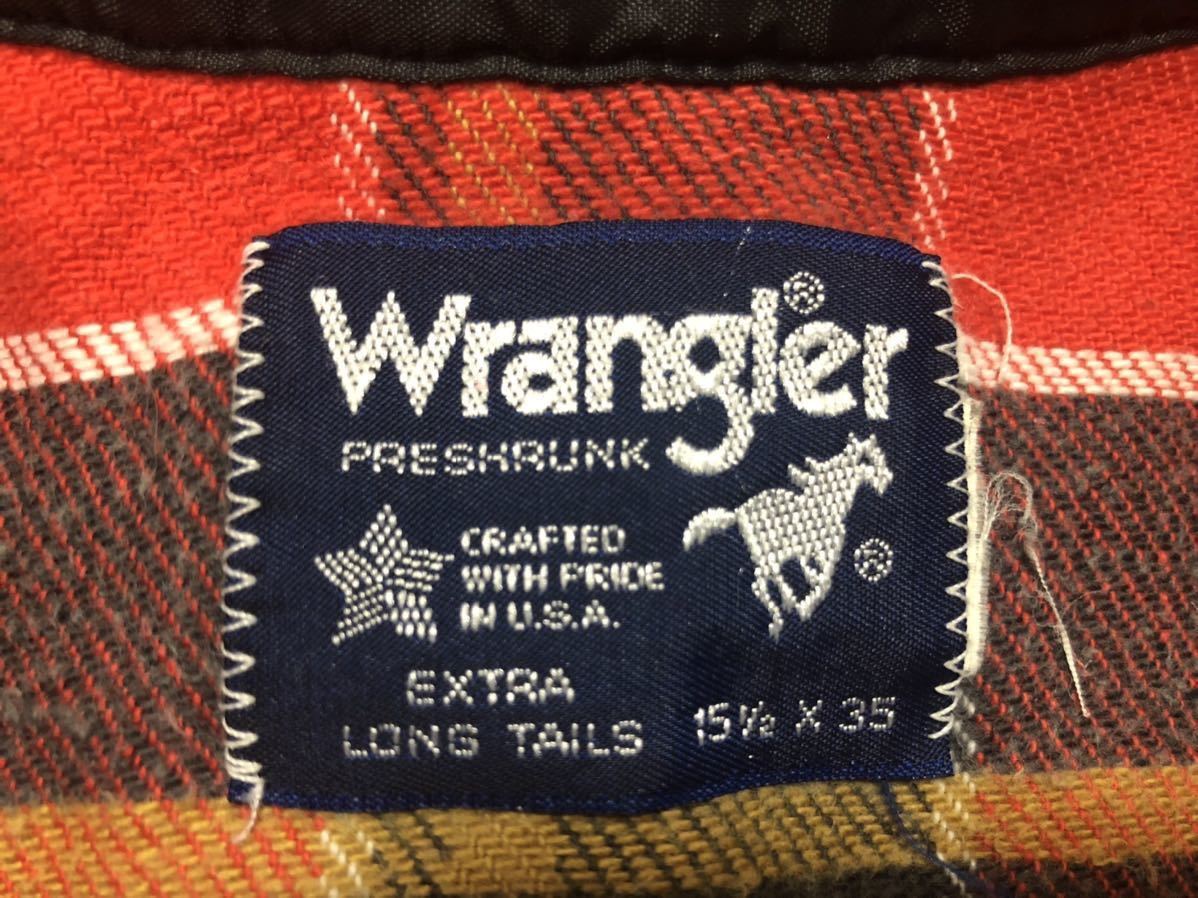 Wrangler®
PRESHRUNK
CRAFTED
WITH PRIDE
IN U.S.A.
®
EXTRA
LONG TAILS
15½ X 35